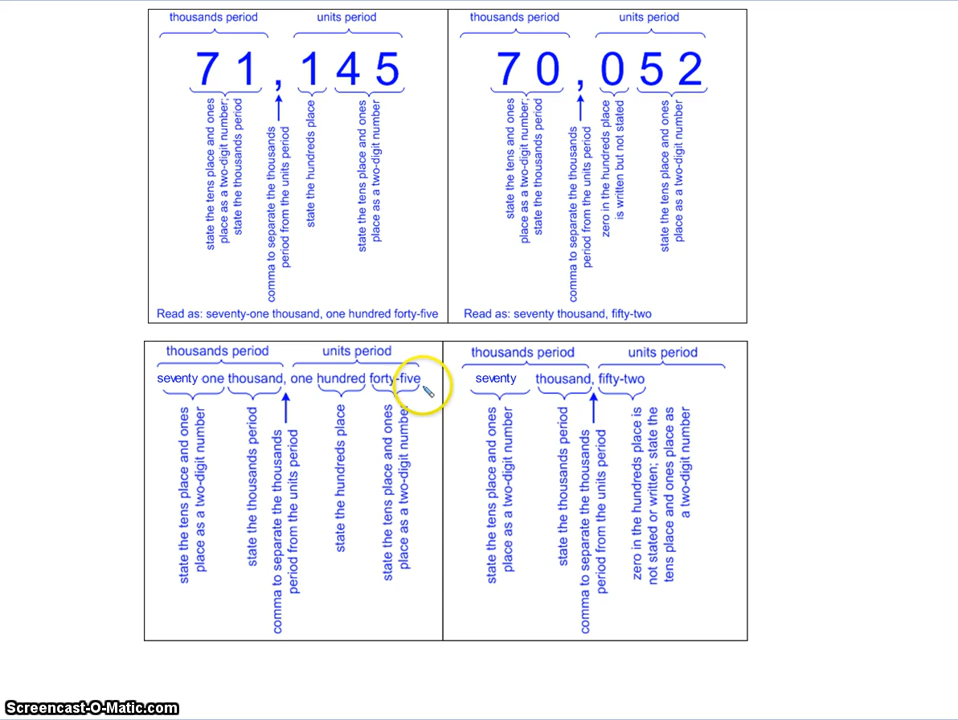 thousands period
units period
71,145
state the tens place and ones
place as a two-digit number;
state the thousands period
comma to separate the thousands
period from the units period
state the hundreds place
state the tens place and ones
place as a two-digit number
Read as: seventy-one thousand, one hundred forty-five
thousands period
units period
70,052
state the tens and ones
place as a two-digit number;
state the thousands period
comma to separate the thousands
period from the units period
zero in the hundreds place
is written but not stated
state the tens place and ones
place as a two-digit number
Read as: seventy thousand, fifty-two
thousands period
units period
seventy one thousand, one hundred forty-five
state the tens place and ones
place as a two-digit number
state the thousands period
comma to separate the thousands
period from the units period
state the hundreds place
state the tens place and ones
place as a two-digit number
thousands period
units period
seventy thousand, fifty-two
state the tens place and ones
place as a two-digit number
state the thousands period
comma to separate the thousands
period from the units period
zero in the hundreds place is
not stated or written; state the
tens place and ones place as
a two-digit number
Screencast-O-Matic.com